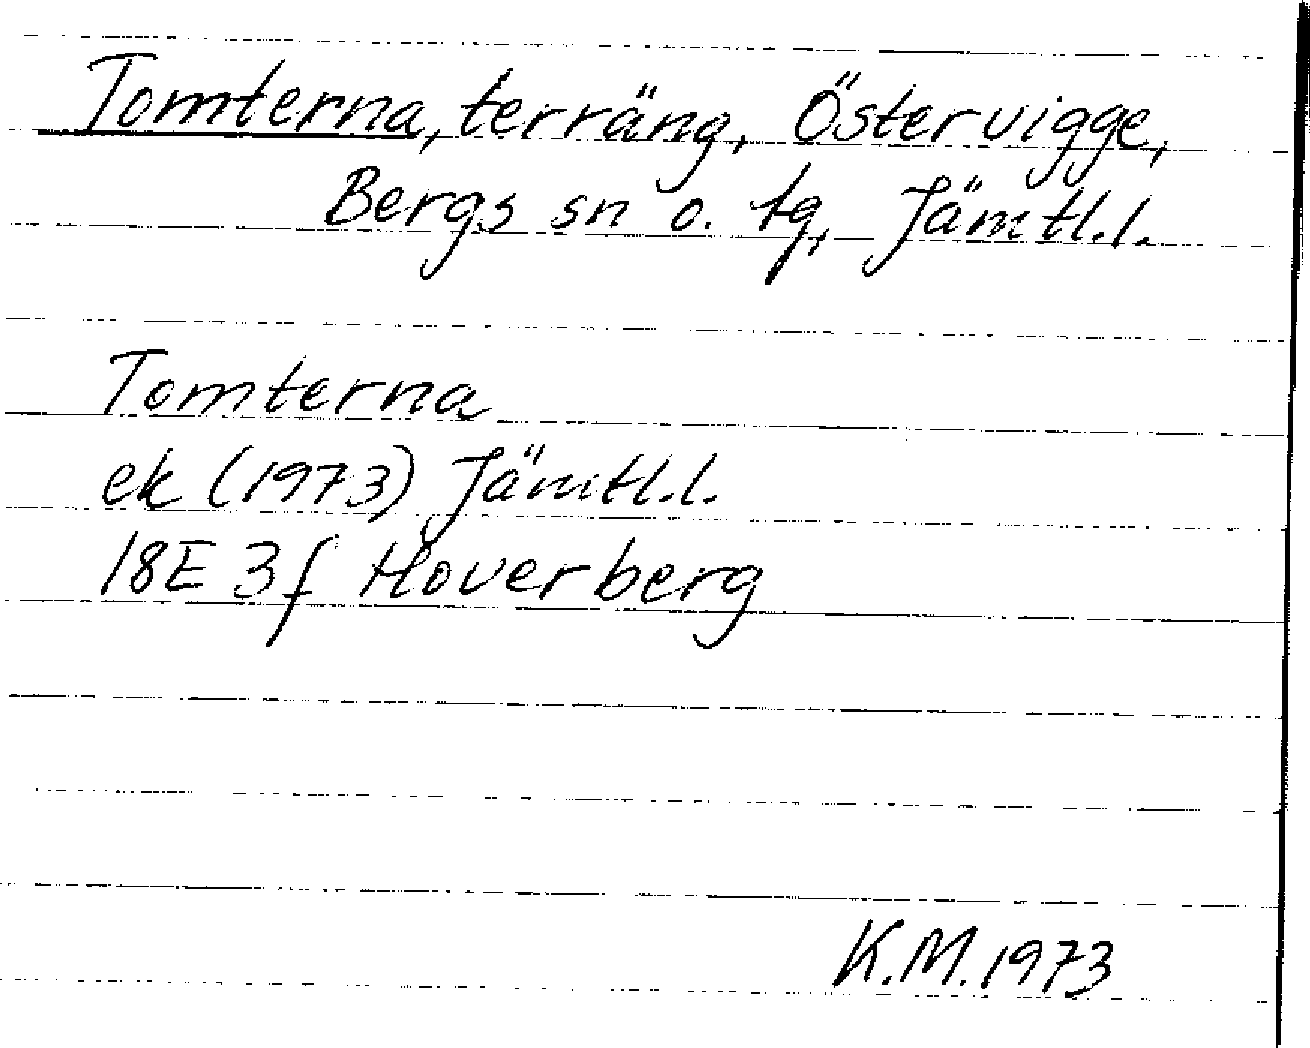 Tomterna, terräng, Östervigge,
Bergs sn o. tg, Jämtl.l.
Tomterna
ek (1973) Jämtl.l.
18E 3f Hoverberg
K.M. 1973